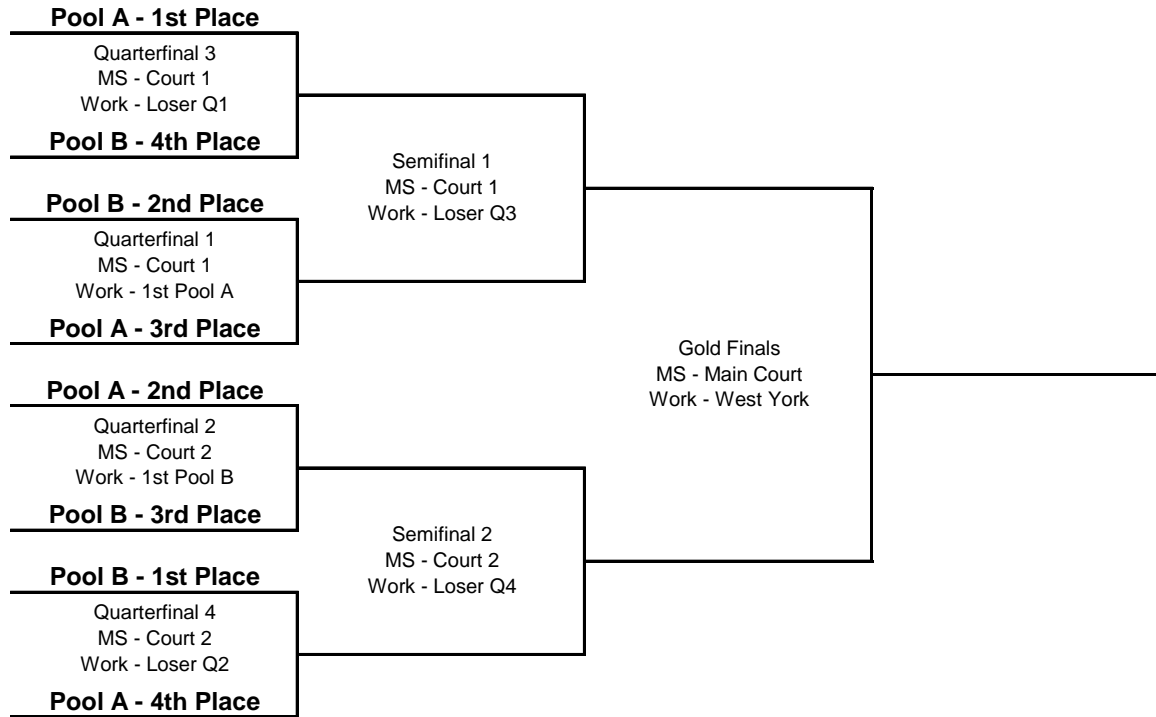 Pool A - 1st Place
Quarterfinal 3
MS - Court 1
Work - Loser Q1
Pool B - 4th Place
Semifinal 1
MS - Court 1
Work - Loser Q3
Pool B - 2nd Place
Quarterfinal 1
MS - Court 1
Work - 1st Pool A
Pool A - 3rd Place
Gold Finals
MS - Main Court
Work - West York
Pool A - 2nd Place
Quarterfinal 2
MS - Court 2
Work - 1st Pool B
Pool B - 3rd Place
Semifinal 2
MS - Court 2
Work - Loser Q4
Pool B - 1st Place
Quarterfinal 4
MS - Court 2
Work - Loser Q2
Pool A - 4th Place